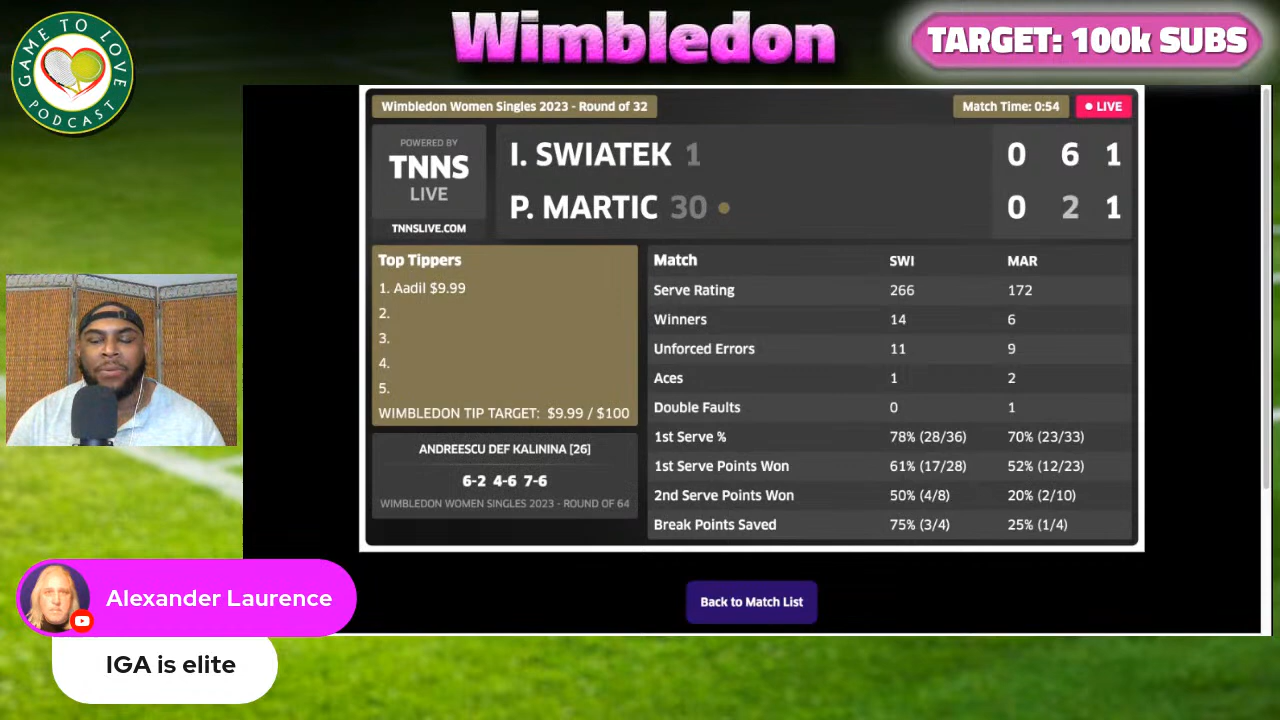 GAME TO LOVE
PODCAST
Wimbledon
TARGET: 100k SUBS
Wimbledon Women Singles 2023 - Round of 32
Match Time: 0:54
LIVE
POWERED BY
TNNS
LIVE
TNNSLIVE.COM
I. SWIATEK 1 0 6 1
P. MARTIC 30 0 2 1
Top Tippers
1. Aadil $9.99
2.
3.
4.
5.
WIMBLEDON TIP TARGET: $9.99 / $100
ANDREESCU DEF KALININA [26]
6-2 4-6 7-6
WIMBLEDON WOMEN SINGLES 2023 - ROUND OF 64
Match SWI MAR
Serve Rating 266 172
Winners 14 6
Unforced Errors 11 9
Aces 1 2
Double Faults 0 1
1st Serve % 78% (28/36) 70% (23/33)
1st Serve Points Won 61% (17/28) 52% (12/23)
2nd Serve Points Won 50% (4/8) 20% (2/10)
Break Points Saved 75% (3/4) 25% (1/4)
Back to Match List
Alexander Laurence
IGA is elite